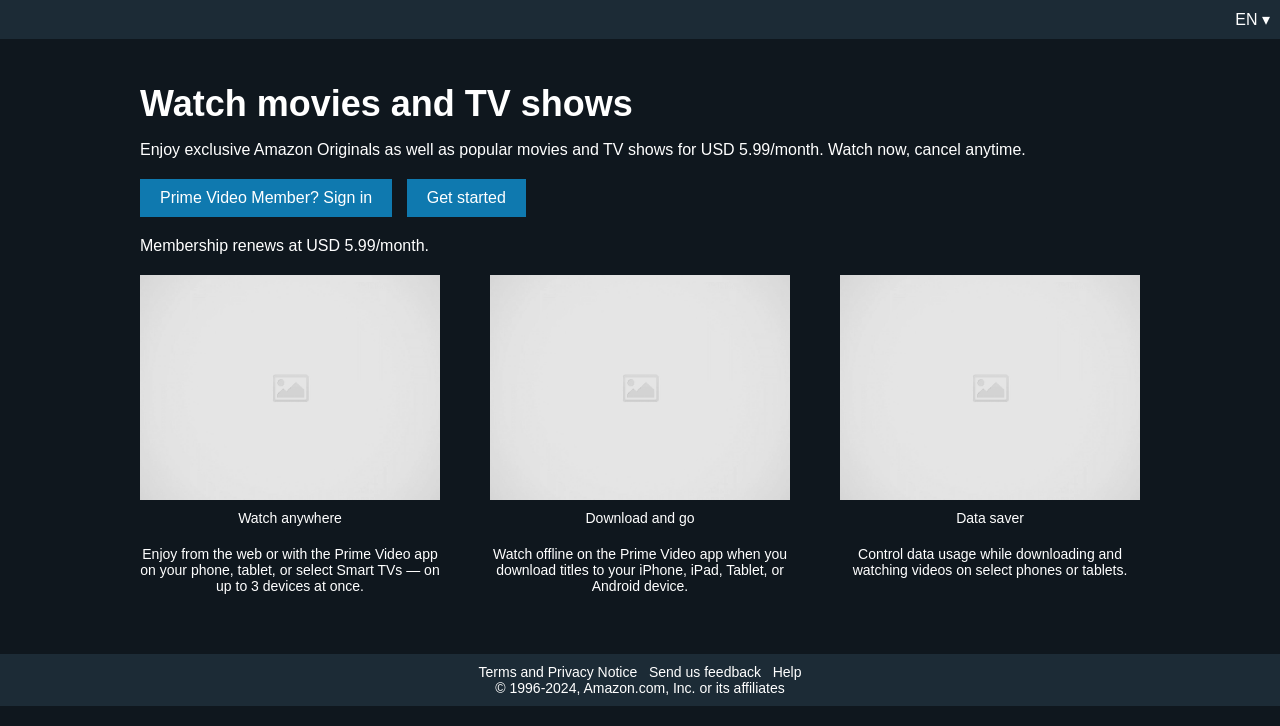 EN ▾
Watch movies and TV shows
Enjoy exclusive Amazon Originals as well as popular movies and TV shows for USD 5.99/month. Watch now, cancel anytime.
Prime Video Member? Sign in
Get started
Membership renews at USD 5.99/month.
Watch anywhere
Enjoy from the web or with the Prime Video app
on your phone, tablet, or select Smart TVs — on
up to 3 devices at once.
Download and go
Watch offline on the Prime Video app when you
download titles to your iPhone, iPad, Tablet, or
Android device.
Data saver
Control data usage while downloading and
watching videos on select phones or tablets.
Terms and Privacy Notice Send us feedback Help
© 1996-2024, Amazon.com, Inc. or its affiliates